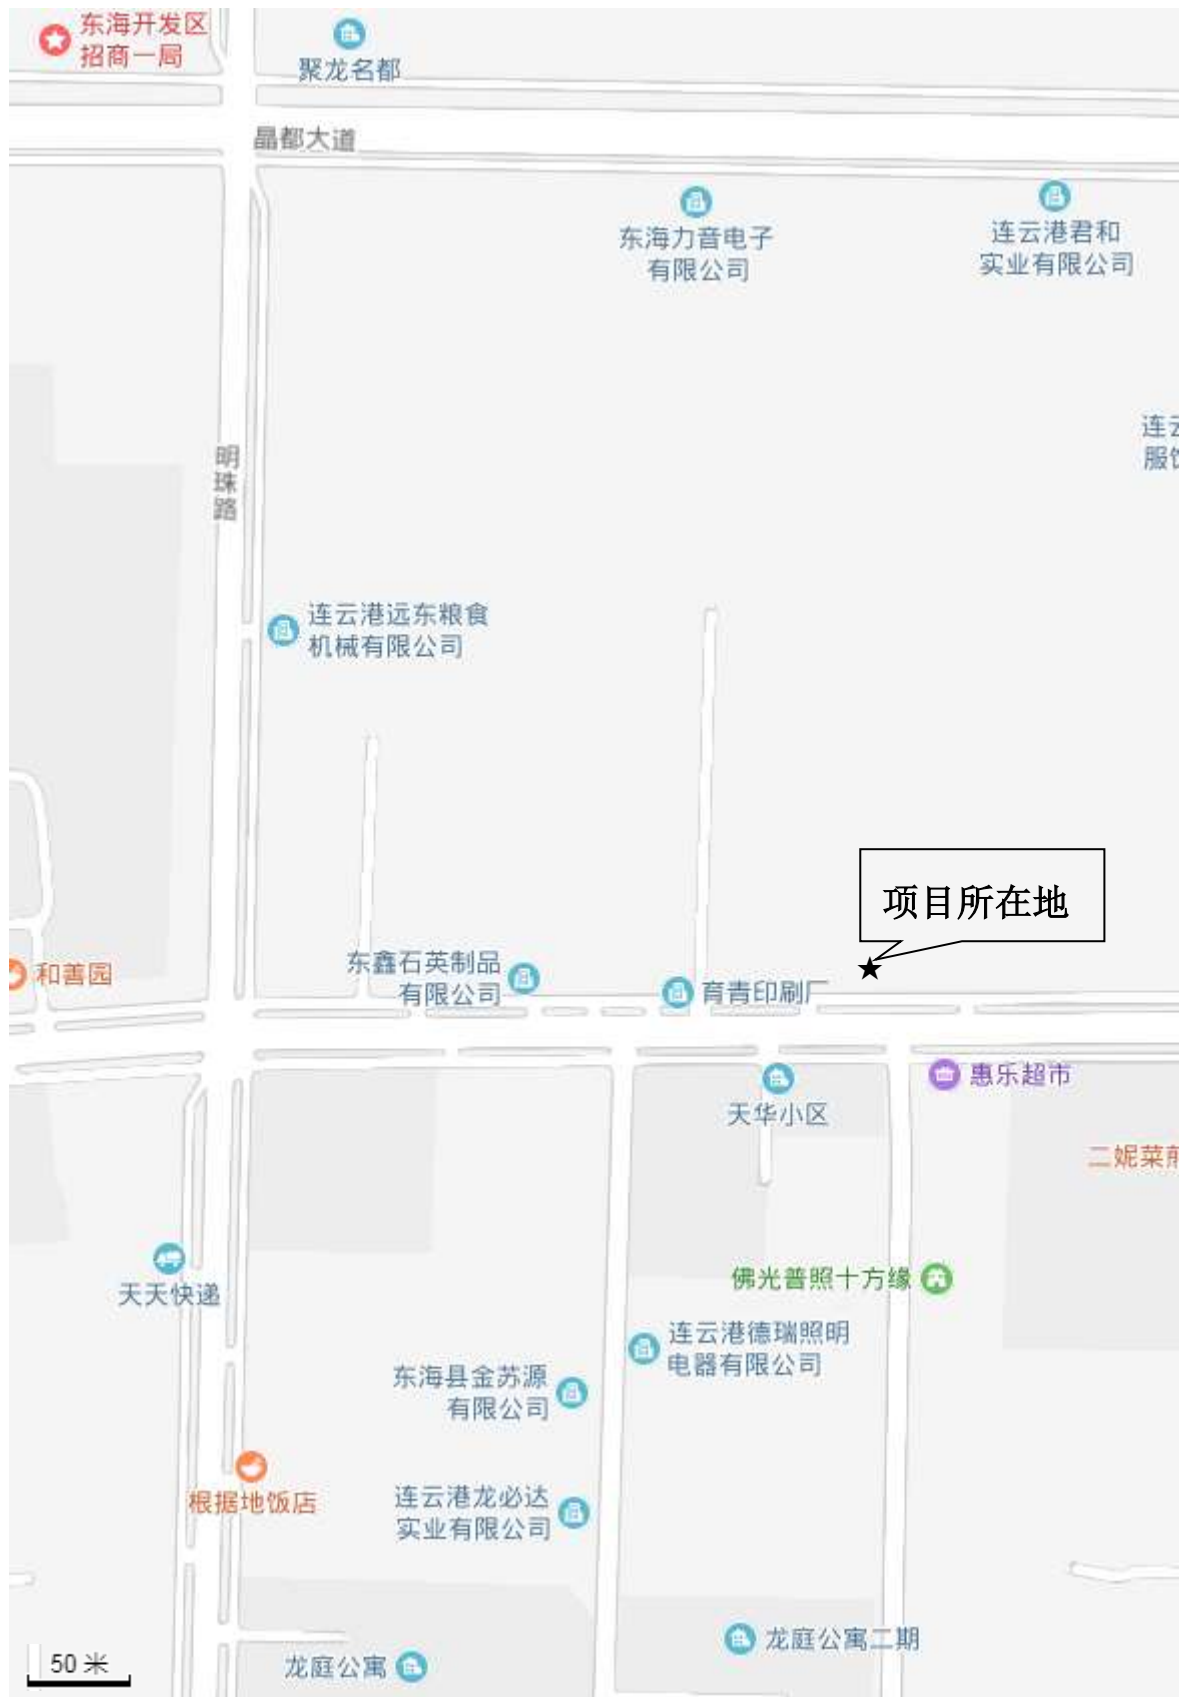 东海开发区
招商一局
聚龙名都
晶都大道
东海力音电子
有限公司
连云港君和
实业有限公司
连云
服饰
明
珠
路
连云港远东粮食
机械有限公司
项目所在地
和善园
东鑫石英制品
有限公司
育青印刷厂
惠乐超市
天华小区
二妮菜煎
天天快递
佛光普照十方缘
连云港德瑞照明
电器有限公司
东海县金苏源
有限公司
根据地饭店
连云港龙必达
实业有限公司
龙庭公寓二期
50 米
龙庭公寓